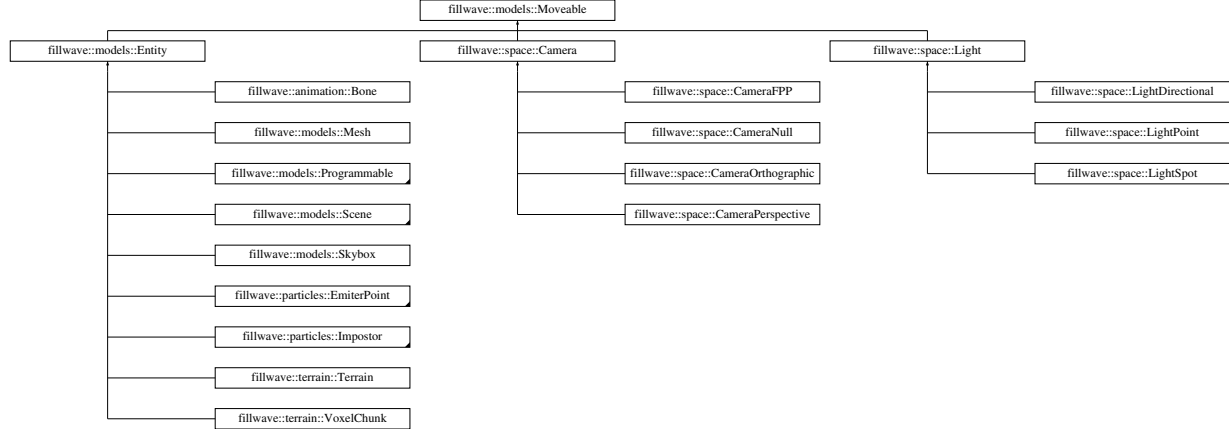 fillwave::models::Moveable
fillwave::models::Entity
fillwave::space::Camera
fillwave::space::Light
fillwave::animation::Bone
fillwave::space::CameraFPP
fillwave::space::LightDirectional
fillwave::models::Mesh
fillwave::space::CameraNull
fillwave::space::LightPoint
fillwave::models::Programmable
fillwave::space::CameraOrthographic
fillwave::space::LightSpot
fillwave::models::Scene
fillwave::space::CameraPerspective
fillwave::models::Skybox
fillwave::particles::EmiterPoint
fillwave::particles::Impostor
fillwave::terrain::Terrain
fillwave::terrain::VoxelChunk